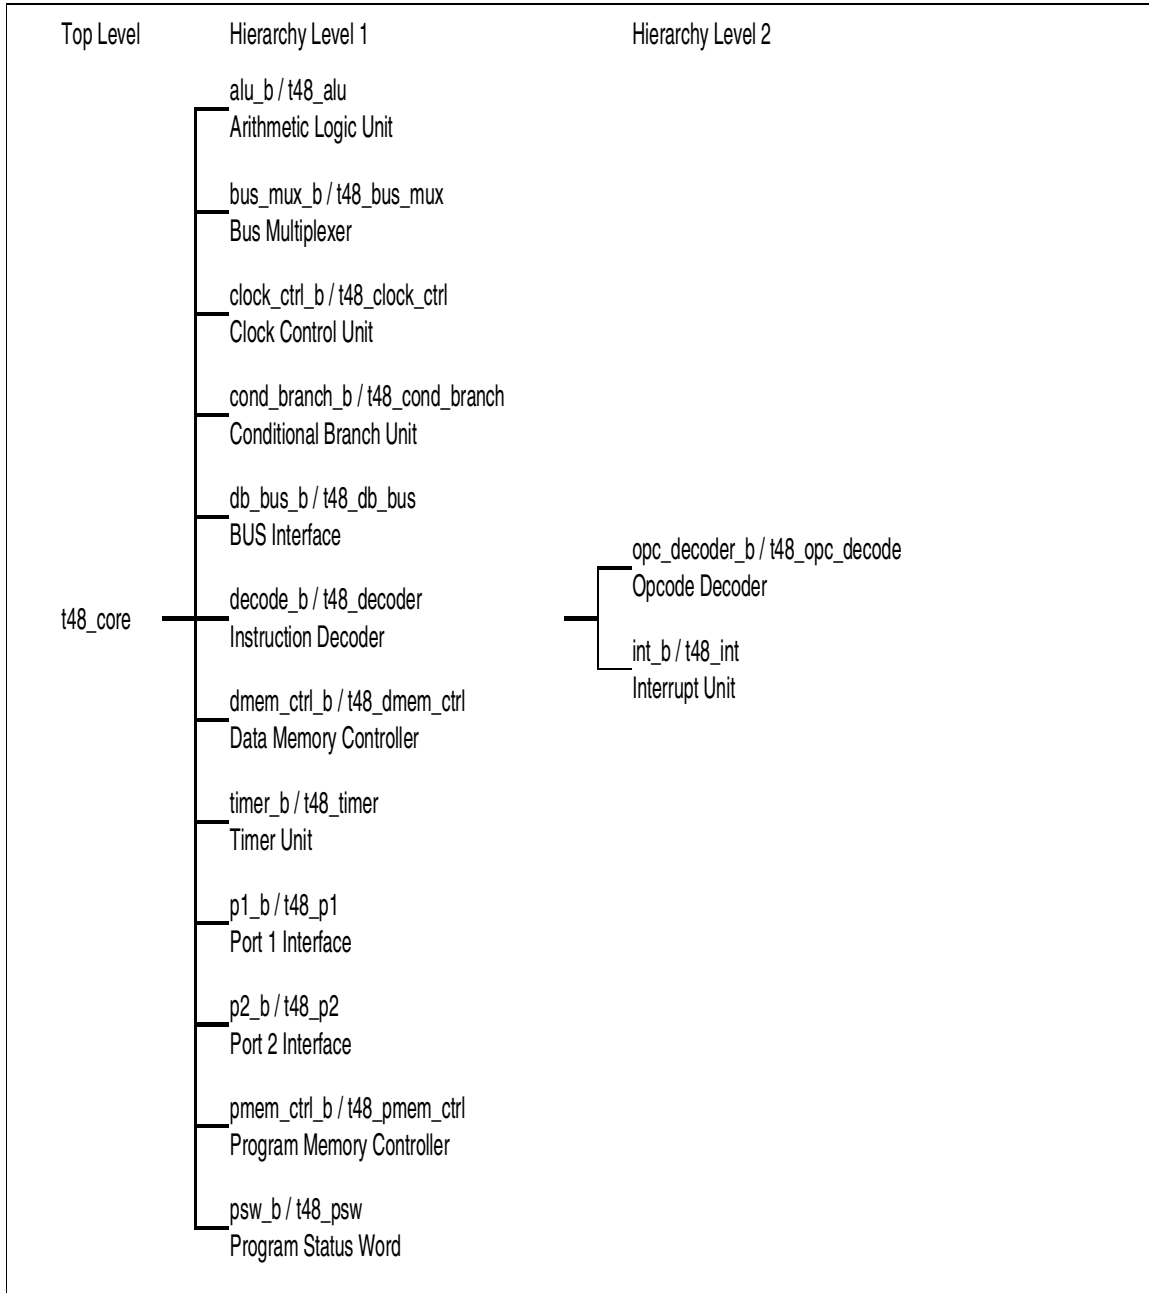 Top Level Hierarchy Level 1 Hierarchy Level 2
alu_b / t48_alu
Arithmetic Logic Unit
bus_mux_b / t48_bus_mux
Bus Multiplexer
clock_ctrl_b / t48_clock_ctrl
Clock Control Unit
cond_branch_b / t48_cond_branch
Conditional Branch Unit
db_bus_b / t48_db_bus
BUS Interface
t48_core
decode_b / t48_decoder
Instruction Decoder
opc_decoder_b / t48_opc_decode
Opcode Decoder
int_b / t48_int
Interrupt Unit
dmem_ctrl_b / t48_dmem_ctrl
Data Memory Controller
timer_b / t48_timer
Timer Unit
p1_b / t48_p1
Port 1 Interface
p2_b / t48_p2
Port 2 Interface
pmem_ctrl_b / t48_pmem_ctrl
Program Memory Controller
psw_b / t48_psw
Program Status Word